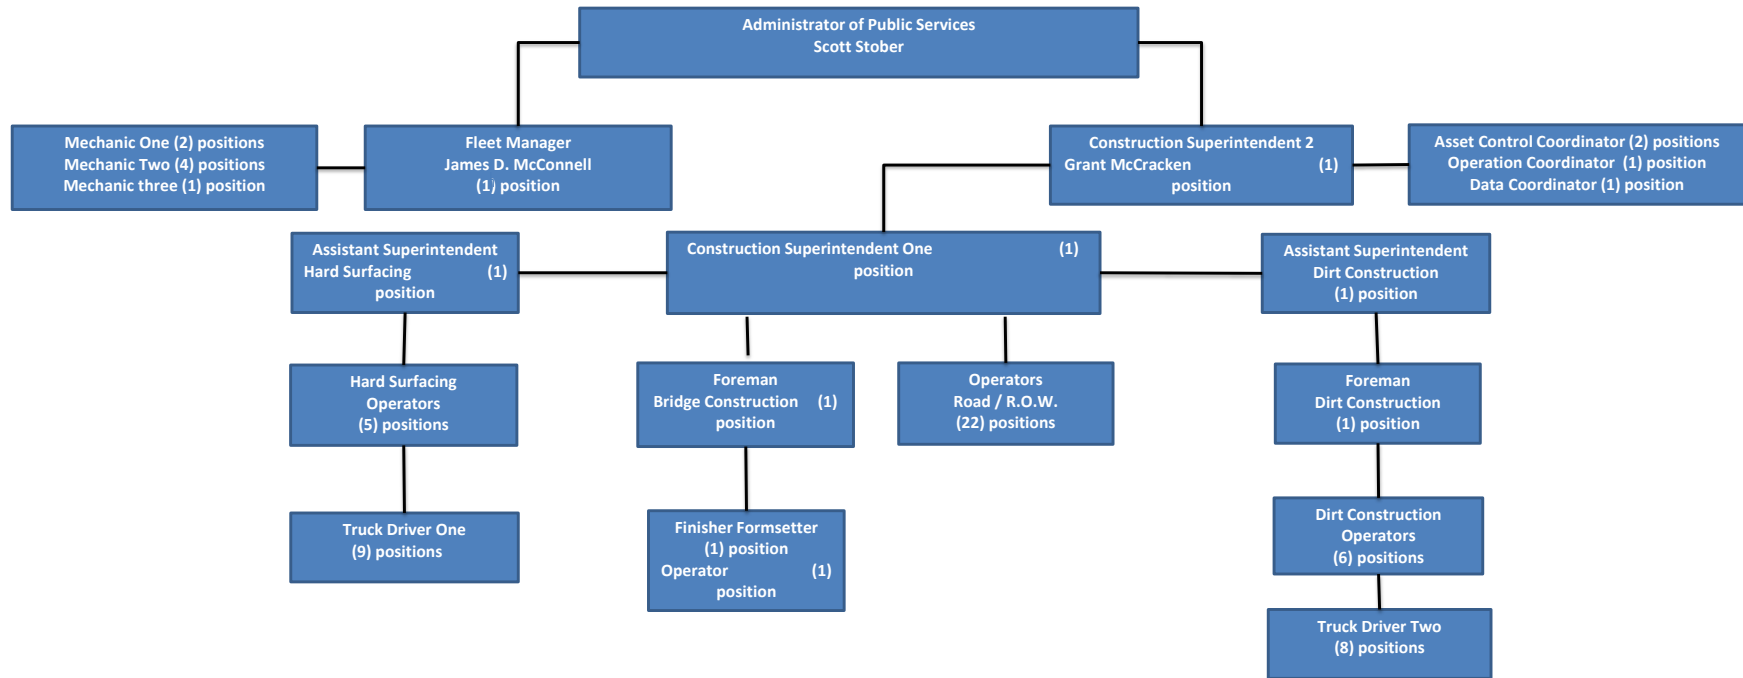 Administrator of Public Services
Scott Stober
Mechanic One (2) positions
Mechanic Two (4) positions
Mechanic three (1) position
Fleet Manager
James D. McConnell
(1) position
Construction Superintendent 2
Grant McCracken (1)
position
Asset Control Coordinator (2) positions
Operation Coordinator (1) position
Data Coordinator (1) position
Assistant Superintendent
Hard Surfacing (1)
position
Construction Superintendent One (1)
position
Assistant Superintendent
Dirt Construction
(1) position
Hard Surfacing
Operators
(5) positions
Foreman
Bridge Construction (1)
position
Operators
Road / R.O.W.
(22) positions
Foreman
Dirt Construction
(1) position
Truck Driver One
(9) positions
Finisher Formsetter
(1) position
Operator (1)
position
Dirt Construction
Operators
(6) positions
Truck Driver Two
(8) positions